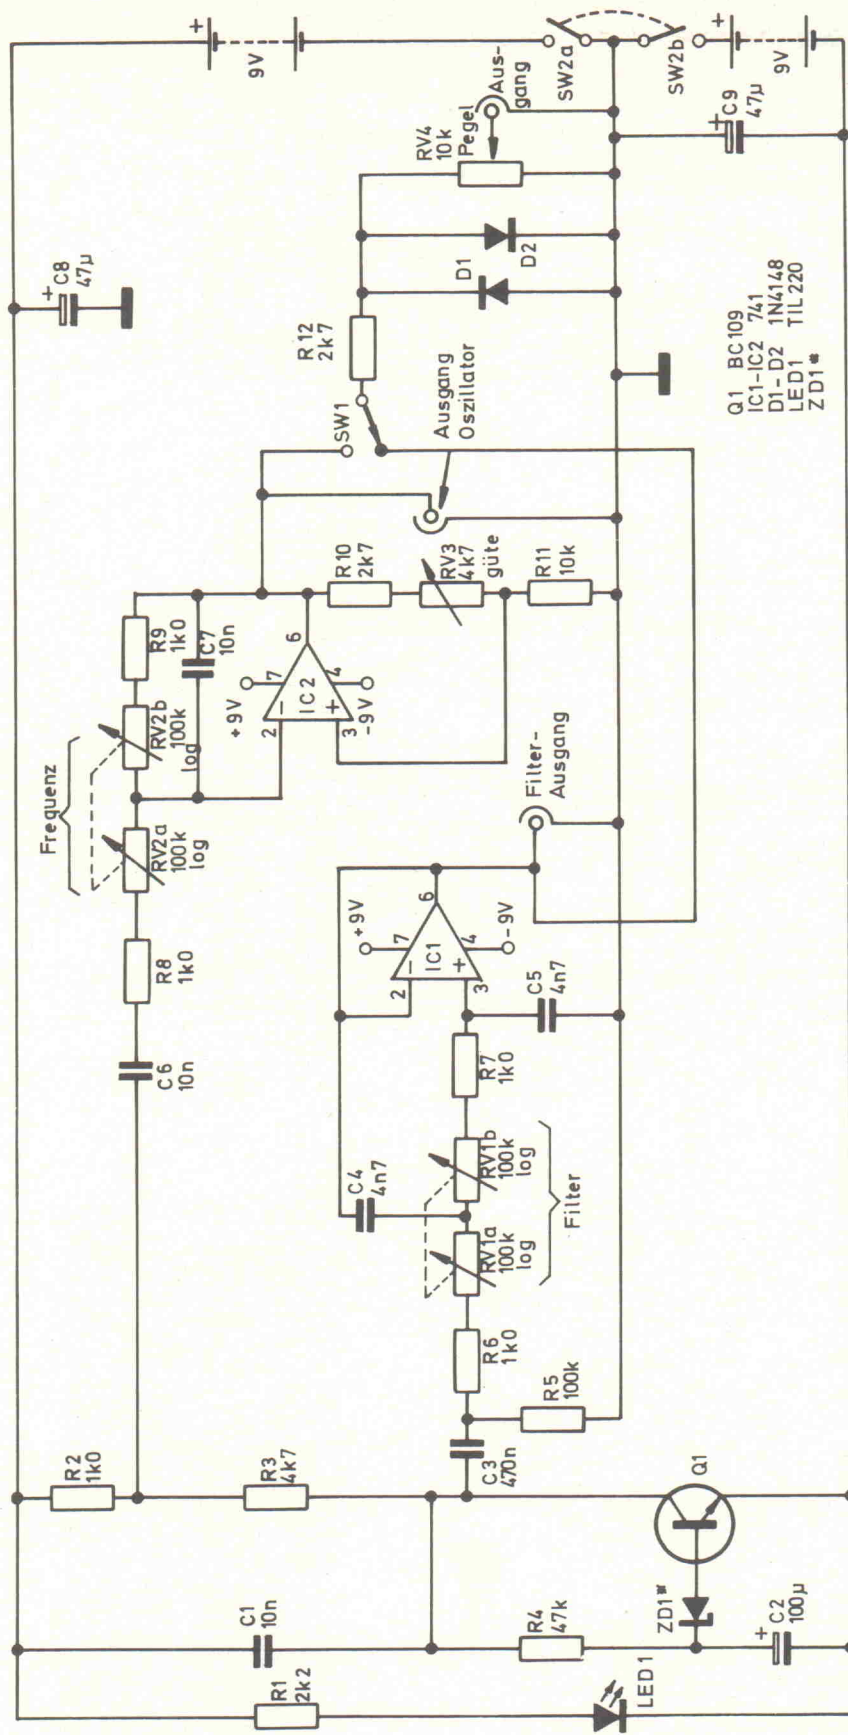 R1
2k2
LED1
C1
10n
R4
47k
ZD1*
+
C2
100µ
R2
1k0
R3
4k7
Q1
C3
470n
R5
100k
R6
1k0
RV1a
100k
log
RV1b
100k
log
Filter
C4
4n7
R7
1k0
C5
4n7
2
3
−
+
IC1
7
4
6
+9V
-9V
Filter-
Ausgang
C6
10n
R8
1k0
RV2a
100k
log
RV2b
100k
log
Frequenz
R9
1k0
C7
10n
2
3
−
+
IC2
7
4
6
+9V
-9V
R10
2k7
RV3
4k7
güte
R11
10k
Ausgang
Oszillator
SW1
R12
2k7
D1
D2
RV4
10k
Pegel
Aus-
gang
+
C8
47µ
+
9V
SW2a
SW2b
+
9V
+
C9
47µ
Q1 BC109
IC1-IC2 741
D1-D2 1N4148
LED1 TIL220
ZD1*